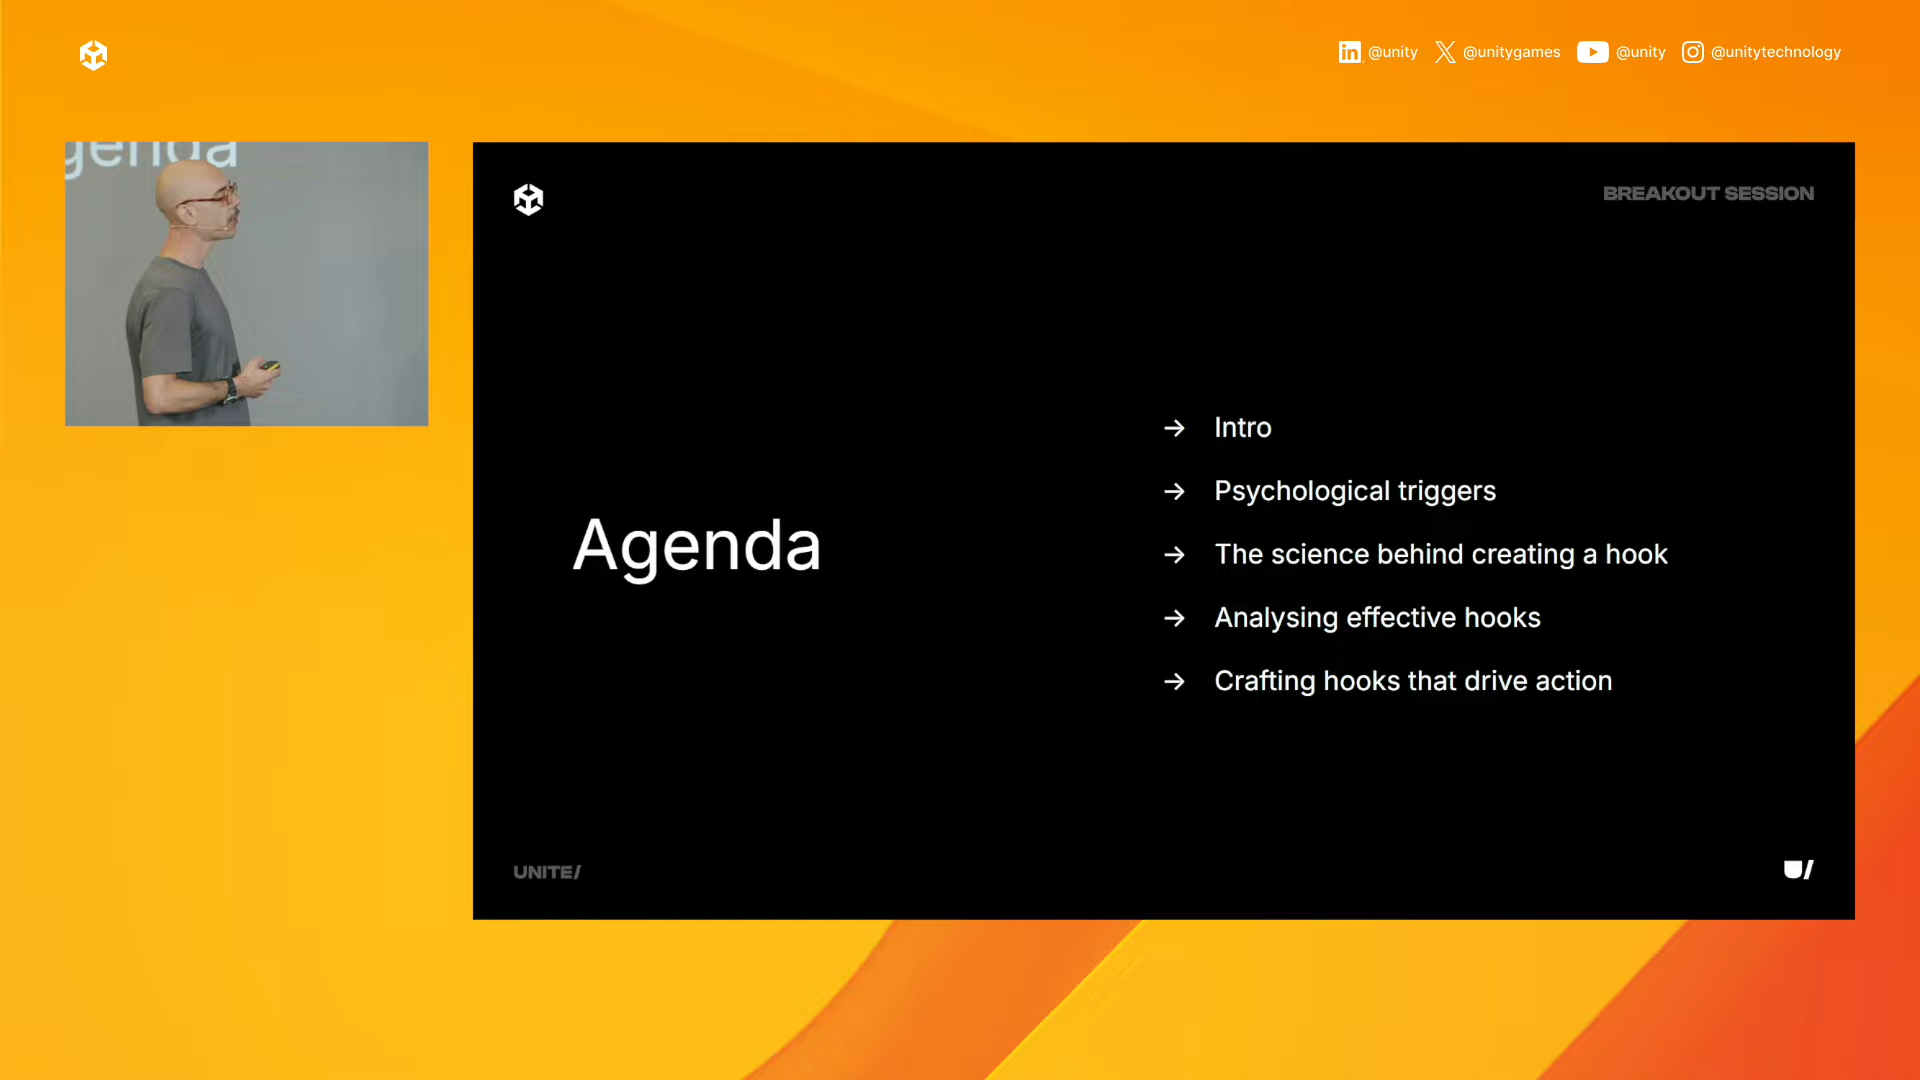 @unity
@unitygames
@unity
@unitytechnology
genda
BREAKOUT SESSION
Agenda
→ Intro
→ Psychological triggers
→ The science behind creating a hook
→ Analysing effective hooks
→ Crafting hooks that drive action
UNITE/
U/